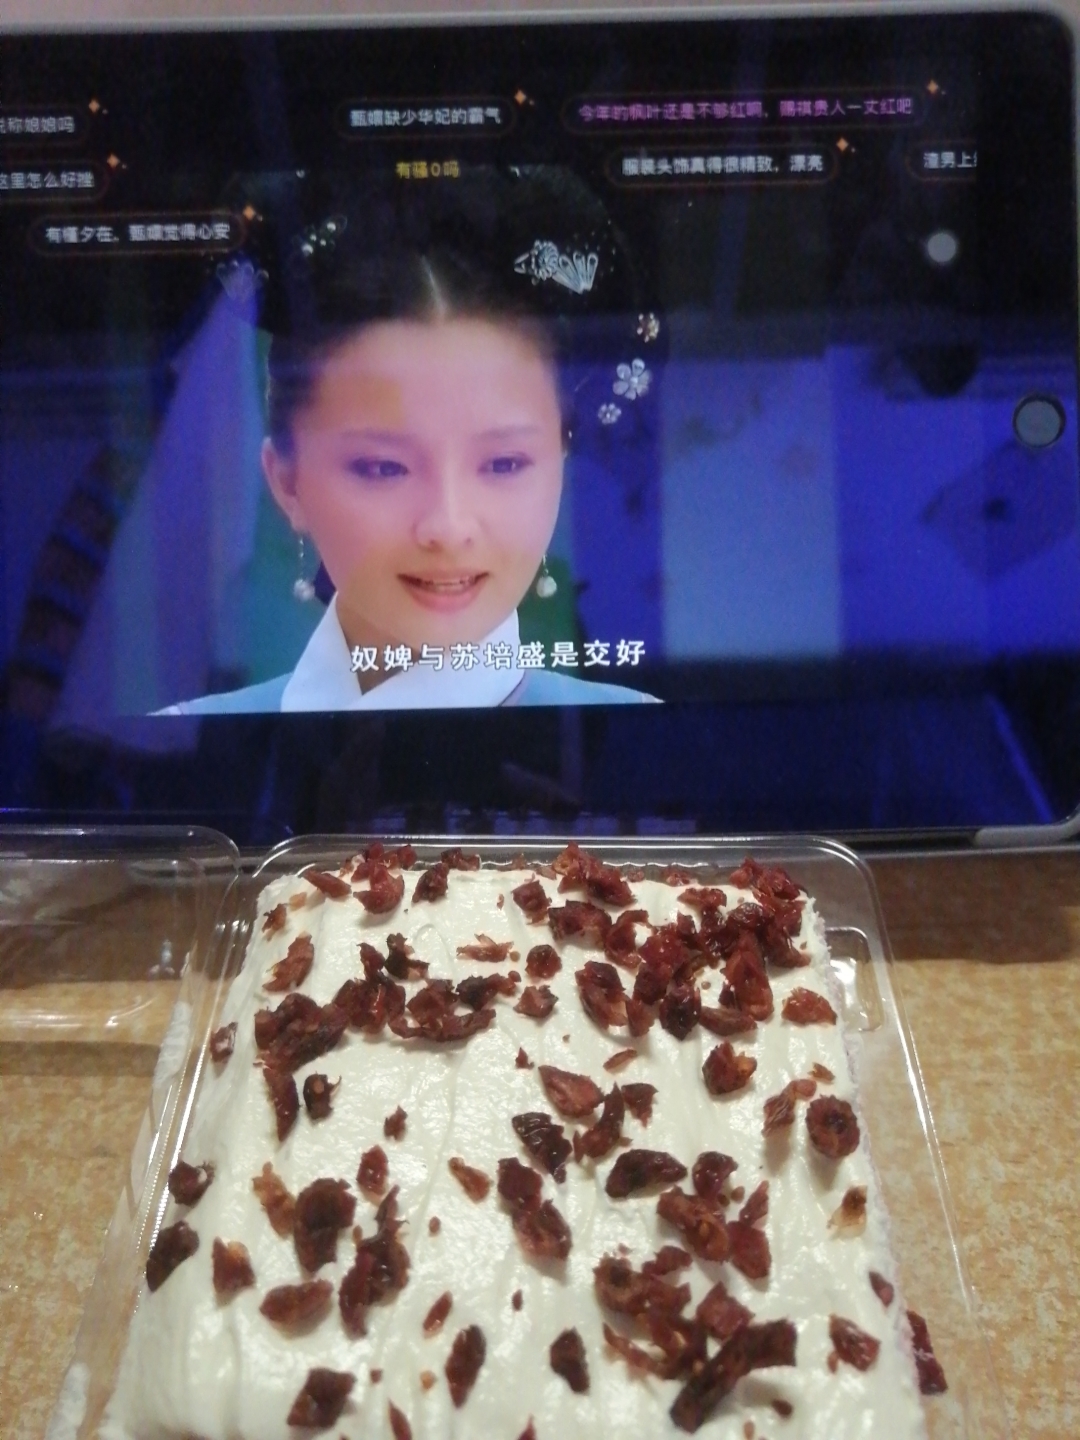 称娘娘吗
甄嬛缺少华妃的霸气
今年的枫叶还是不够红啊，赐祺贵人一丈红吧
这里怎么好挫
有骚0吗
服装头饰真得很精致，漂亮
渣男上
有槿夕在、甄嬛觉得心安
奴婢与苏培盛是交好